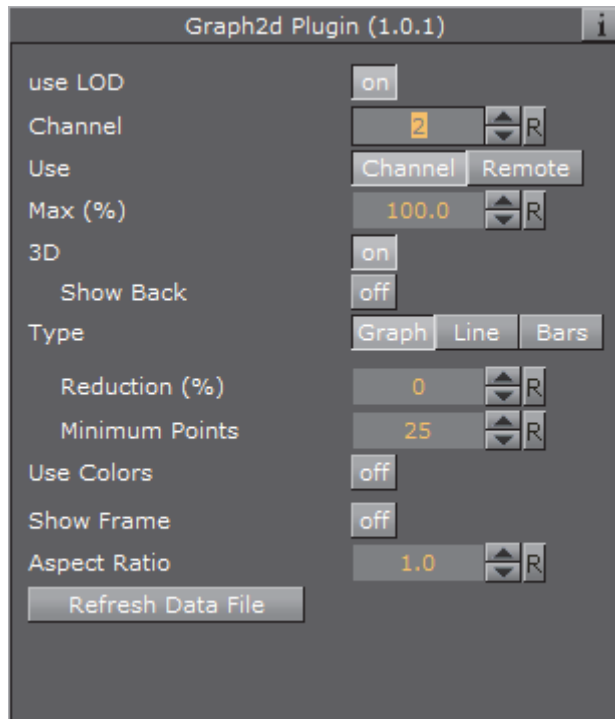 Graph2d Plugin (1.0.1) i
use LOD on
Channel 2 R
Use Channel Remote
Max (%) 100.0 R
3D on
Show Back off
Type Graph Line Bars
Reduction (%) 0 R
Minimum Points 25 R
Use Colors off
Show Frame off
Aspect Ratio 1.0 R
Refresh Data File